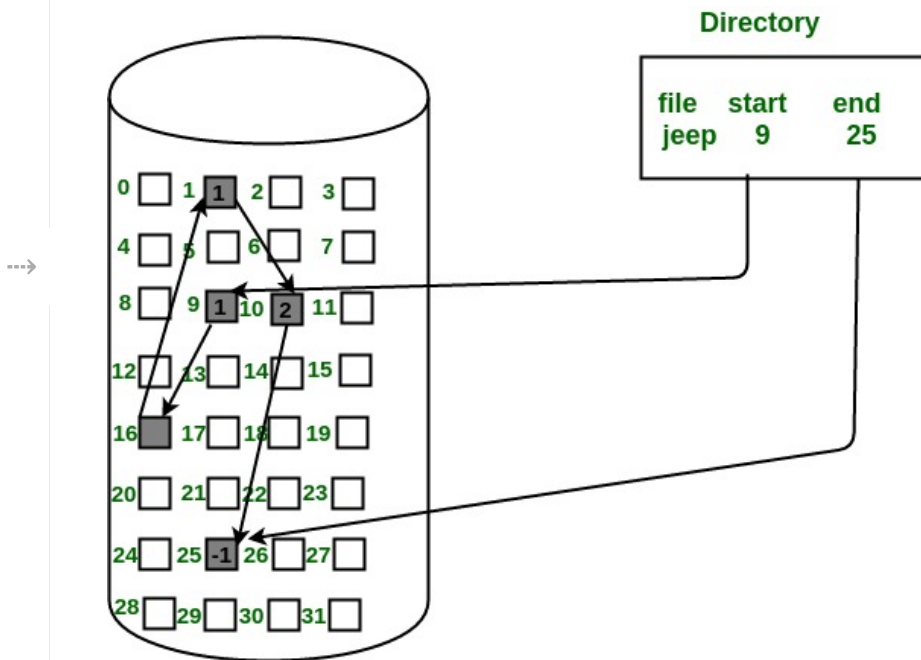 Directory
file start end
jeep 9 25
0 1 1 2 3
4 5 6 7
8 9 1 10 2 11
12 13 14 15
16 17 18 19
20 21 22 23
24 25 -1 26 27
28 29 30 31